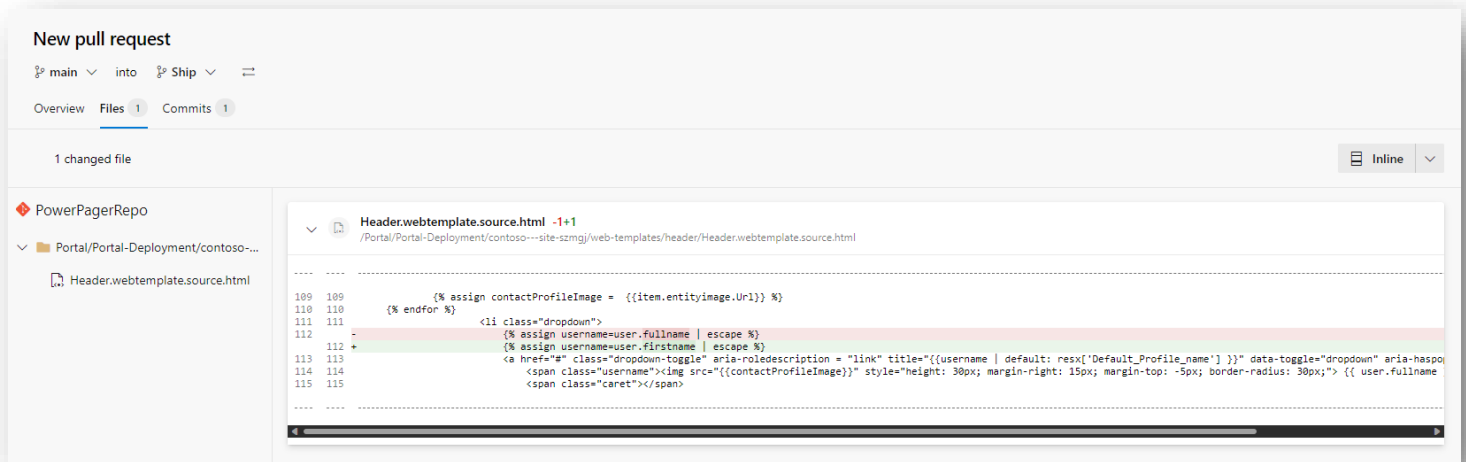 New pull request
main into Ship
Overview Files 1 Commits 1
1 changed file
Inline
PowerPagerRepo
Portal/Portal-Deployment/contoso-...
Header.webtemplate.source.html
Header.webtemplate.source.html -1+1
/Portal/Portal-Deployment/contoso---site-szmgj/web-templates/header/Header.webtemplate.source.html
109 109 {% assign contactProfileImage = {{item.entityimage.Url}} %}
110 110 {% endfor %}
111 111 <li class="dropdown">
112 - {% assign username=user.fullname | escape %}
112 + {% assign username=user.firstname | escape %}
113 113 <a href="#" class="dropdown-toggle" aria-roledescription = "link" title="{{username | default: resx['Default_Profile_name'] }}" data-toggle="dropdown" aria-haspo
114 114 <span class="username"><img src="{{contactProfileImage}}" style="height: 30px; margin-right: 15px; margin-top: -5px; border-radius: 30px;"> {{ user.fullname
115 115 <span class="caret"></span>